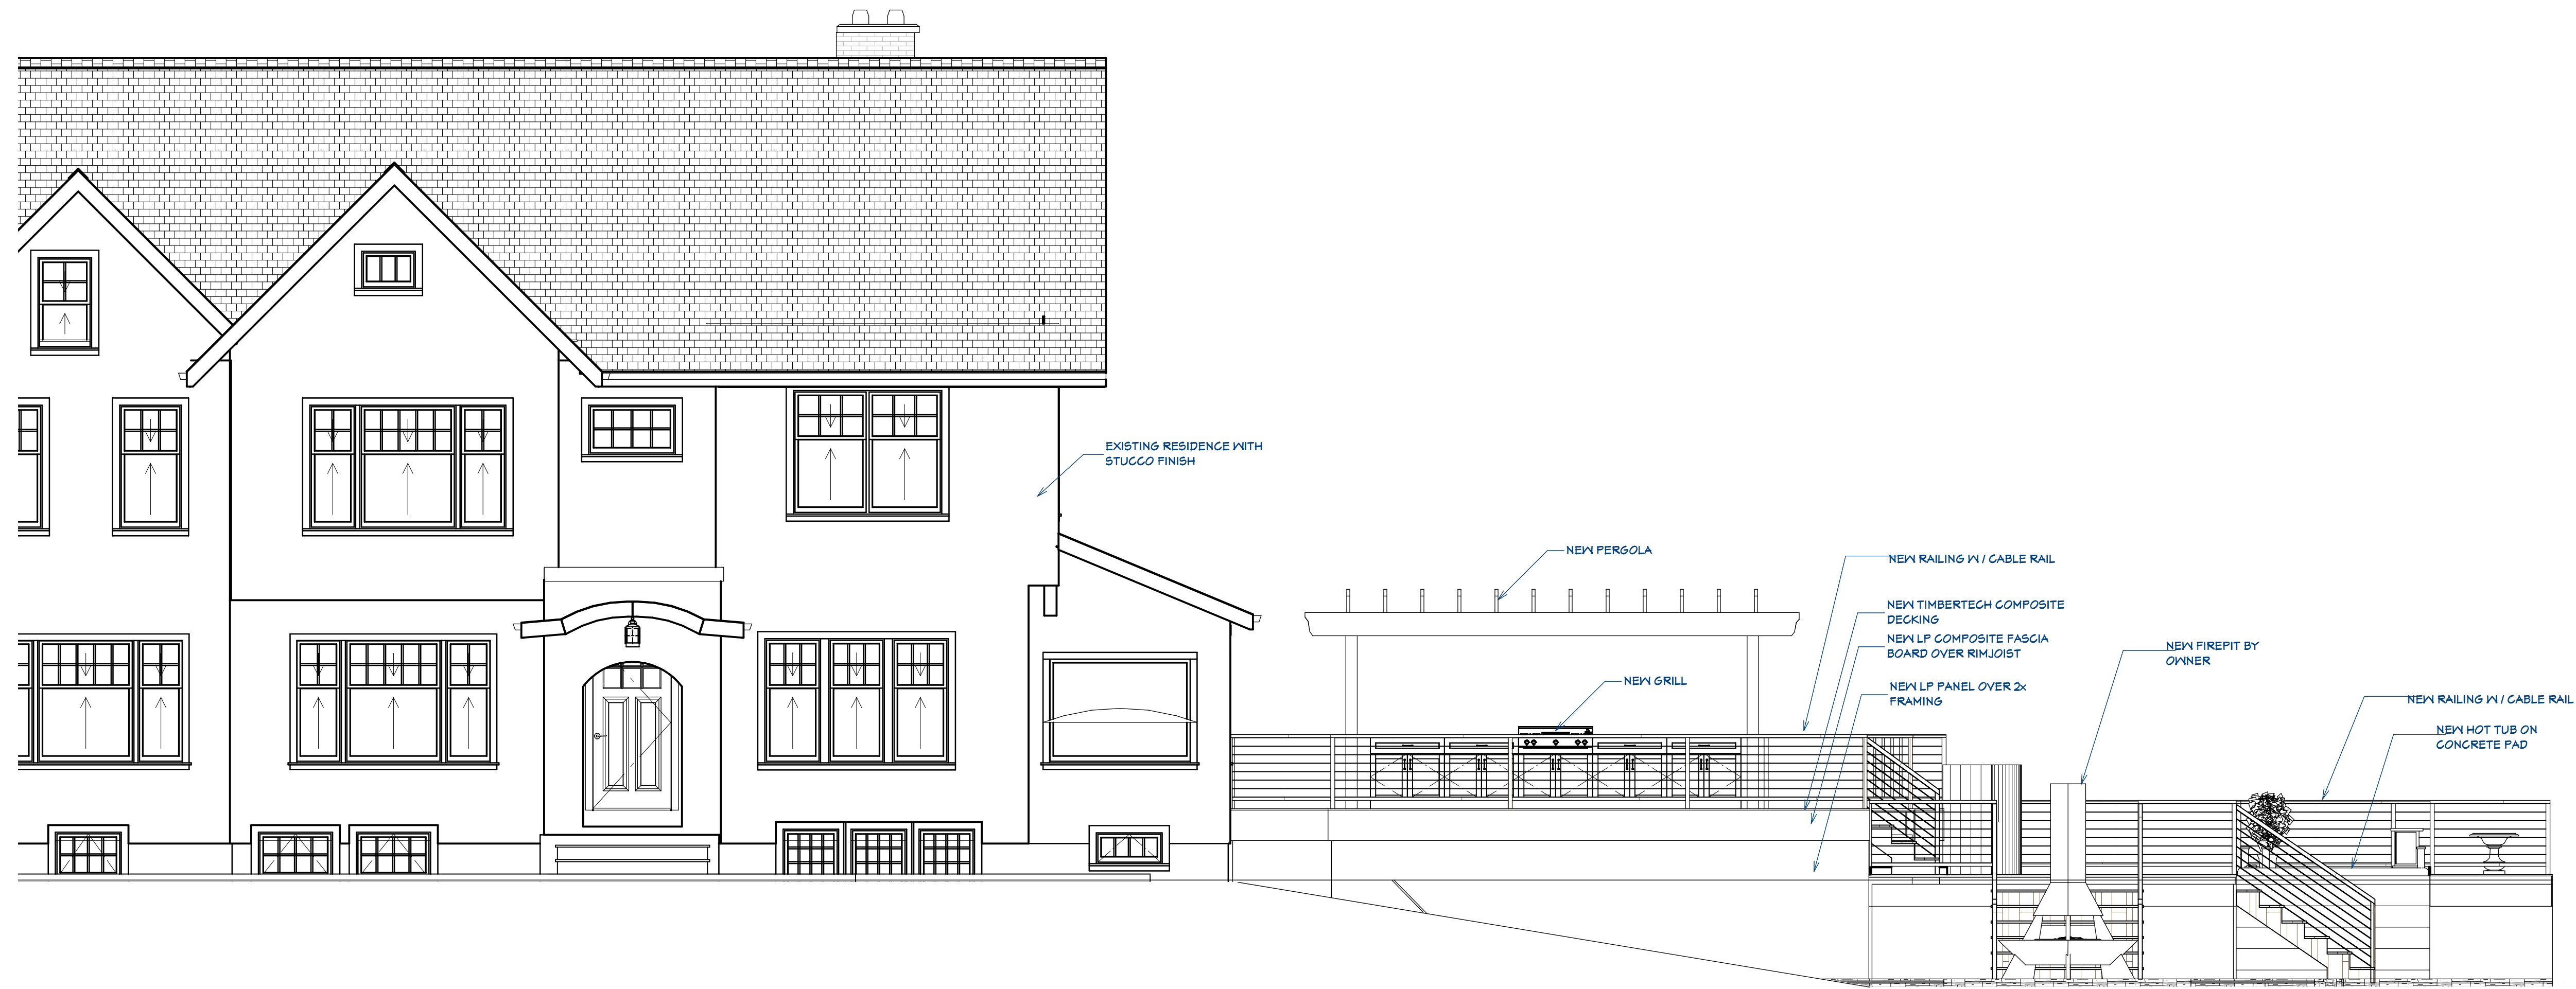 EXISTING RESIDENCE WITH
STUCCO FINISH
NEW PERGOLA
NEW RAILING W / CABLE RAIL
NEW TIMBERTECH COMPOSITE
DECKING
NEW LP COMPOSITE FASCIA
BOARD OVER RIMJOIST
NEW FIREPIT BY
OWNER
NEW GRILL
NEW LP PANEL OVER 2x
FRAMING
NEW RAILING W / CABLE RAIL
NEW HOT TUB ON
CONCRETE PAD